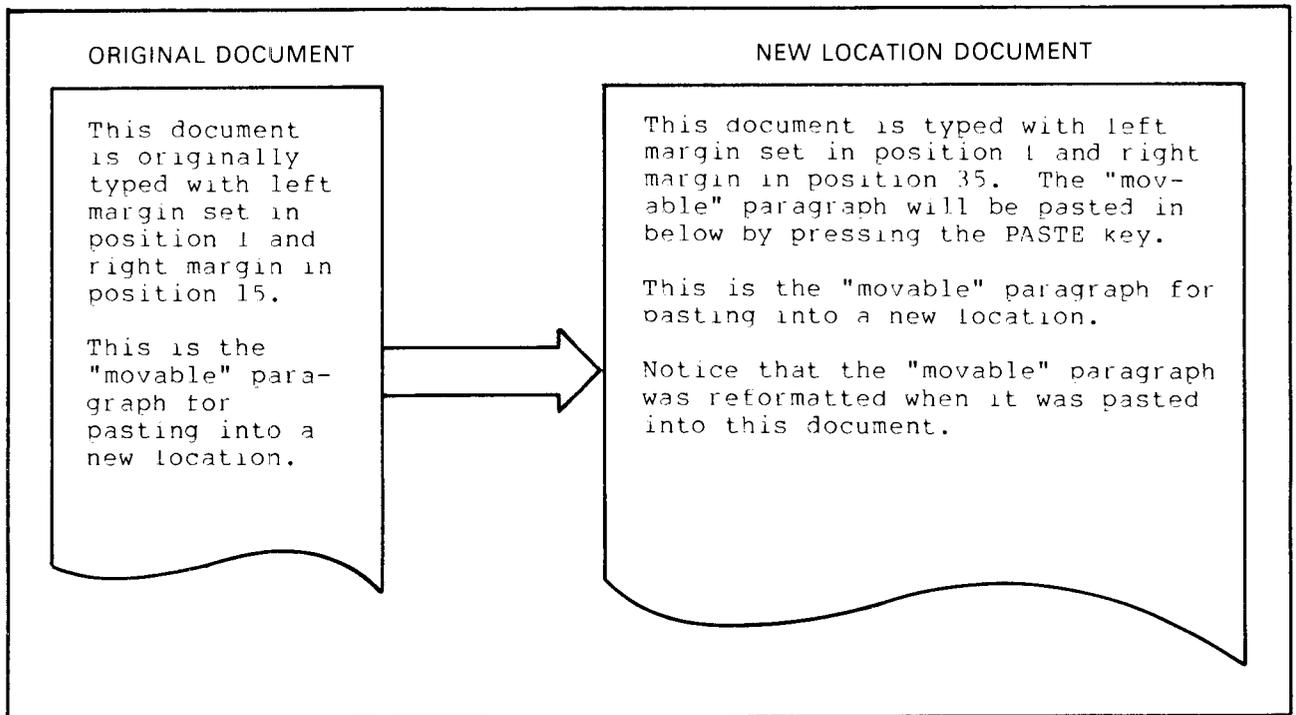 ORIGINAL DOCUMENT
This document
is originally
typed with left
margin set in
position 1 and
right margin in
position 15.
This is the
"movable" para-
graph for
pasting into a
new location.
NEW LOCATION DOCUMENT
This document is typed with left
margin set in position 1 and right
margin in position 35.  The "mov-
able" paragraph will be pasted in
below by pressing the PASTE key.
This is the "movable" paragraph for
pasting into a new location.
Notice that the "movable" paragraph
was reformatted when it was pasted
into this document.